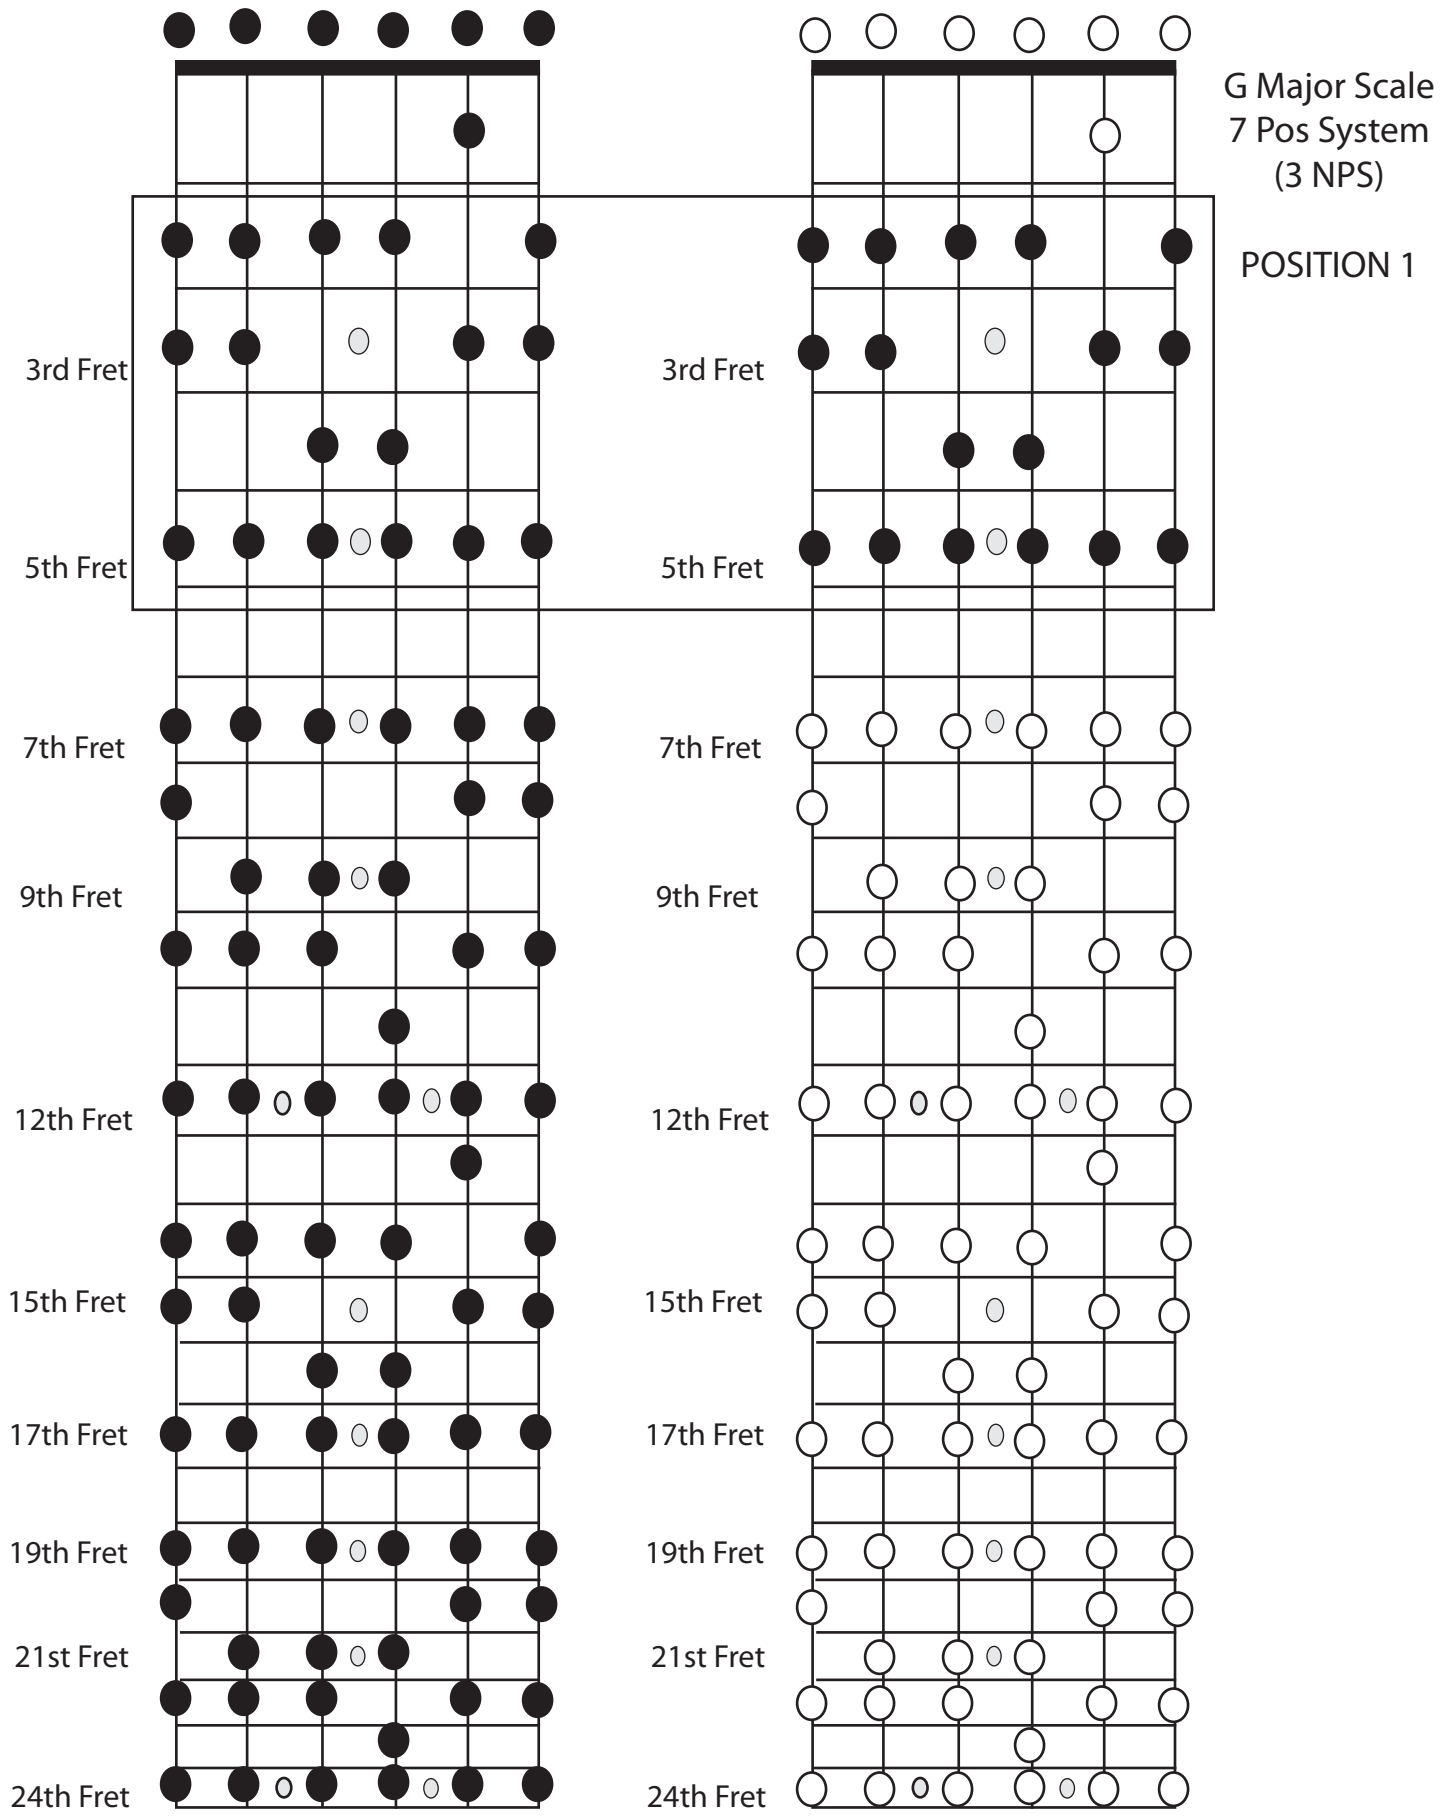 G Major Scale
7 Pos System
(3 NPS)
POSITION 1
3rd Fret
3rd Fret
5th Fret
5th Fret
7th Fret
7th Fret
9th Fret
9th Fret
12th Fret
12th Fret
15th Fret
15th Fret
17th Fret
17th Fret
19th Fret
19th Fret
21st Fret
21st Fret
24th Fret
24th Fret